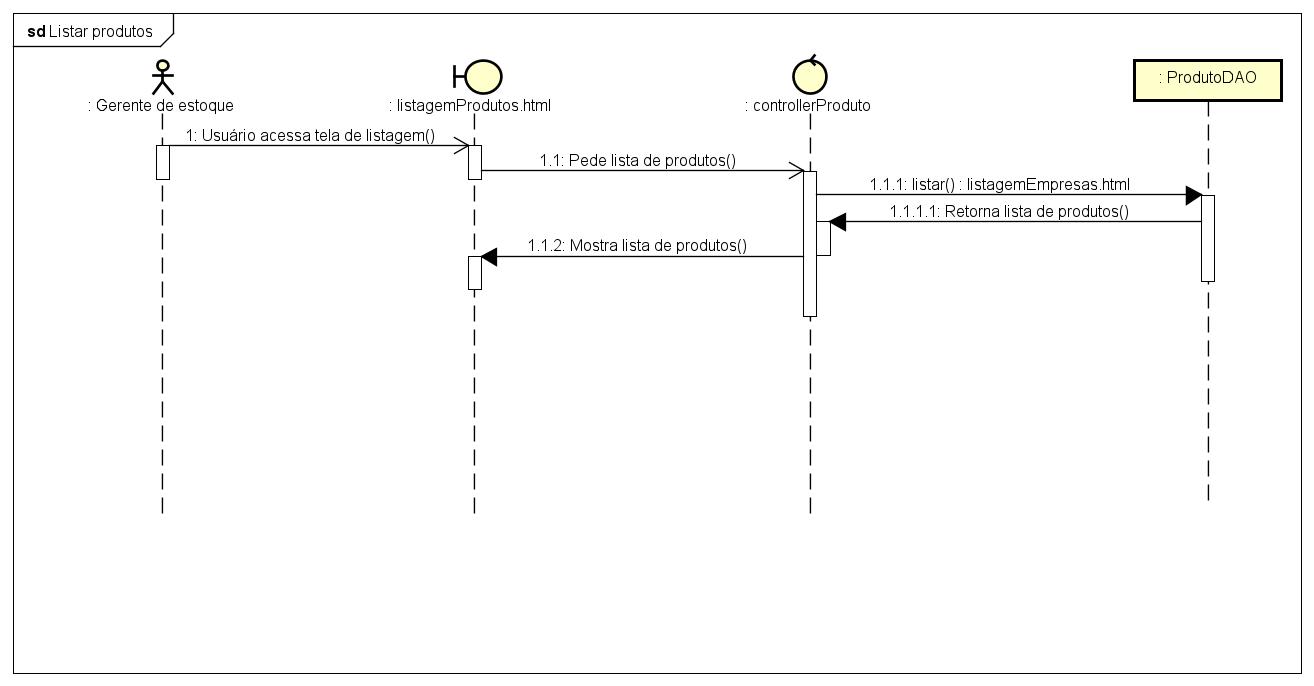 sd Listar produtos
: Gerente de estoque
: listagemProdutos.html
: controllerProduto
: ProdutoDAO
1: Usuário acessa tela de listagem()
1.1: Pede lista de produtos()
1.1.1: listar() : listagemEmpresas.html
1.1.1.1: Retorna lista de produtos()
1.1.2: Mostra lista de produtos()